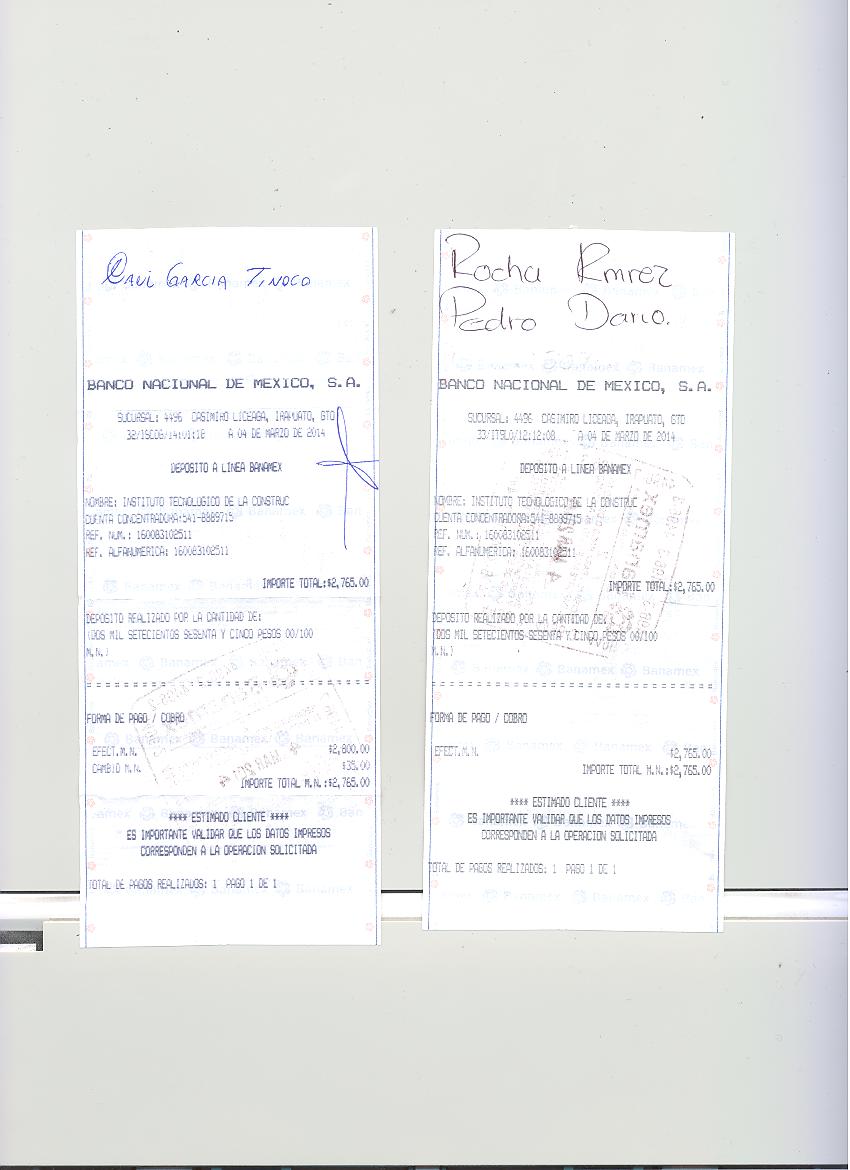 GARCIA TINOCO
BANCO NACIONAL DE MEXICO, S.A.
SUCURSAL: 4496 CASIMIRO LICEAGA, IRAPUATO, GTO
A 04 DE MARZO DE 2014
DEPOSITO A LINEA BANAMEX
NOMBRE: INSTITUTO TECNOLOGICO DE LA CONSTRUC
CUENTA CONCENTRADORA:541-8889715
REF. NUM.: 160083102511
REF. ALFANUMERICA: 160083102511
IMPORTE TOTAL:$2,765.00
DEPOSITO REALIZADO POR LA CANTIDAD DE:
(DOS MIL SETECIENTOS SESENTA Y CINCO PESOS 00/100
M.N.)
FORMA DE PAGO / COBRO
EFECT.M.N. $2,800.00
CAMBIO M.N. $35.00
IMPORTE TOTAL M.N.:$2,765.00
**** ESTIMADO CLIENTE ****
ES IMPORTANTE VALIDAR QUE LOS DATOS IMPRESOS
CORRESPONDEN A LA OPERACION SOLICITADA
TOTAL DE PAGOS REALIZADOS: 1 PAGO 1 DE 1
Rocha Rmrez
Pedro Dario.
BANCO NACIONAL DE MEXICO, S.A.
SUCURSAL: 4496 CASIMIRO LICEAGA, IRAPUATO, GTO
A 04 DE MARZO DE 2014
DEPOSITO A LINEA BANAMEX
NOMBRE: INSTITUTO TECNOLOGICO DE LA CONSTRUC
CUENTA CONCENTRADORA:541-8889715
REF. NUM.: 160083102511
REF. ALFANUMERICA: 160083102511
IMPORTE TOTAL:$2,765.00
DEPOSITO REALIZADO POR LA CANTIDAD DE:
(DOS MIL SETECIENTOS SESENTA Y CINCO PESOS 00/100
M.N.)
FORMA DE PAGO / COBRO
EFECT.M.N. $2,765.00
IMPORTE TOTAL M.N.:$2,765.00
**** ESTIMADO CLIENTE ****
ES IMPORTANTE VALIDAR QUE LOS DATOS IMPRESOS
CORRESPONDEN A LA OPERACION SOLICITADA
TOTAL DE PAGOS REALIZADOS: 1 PAGO 1 DE 1